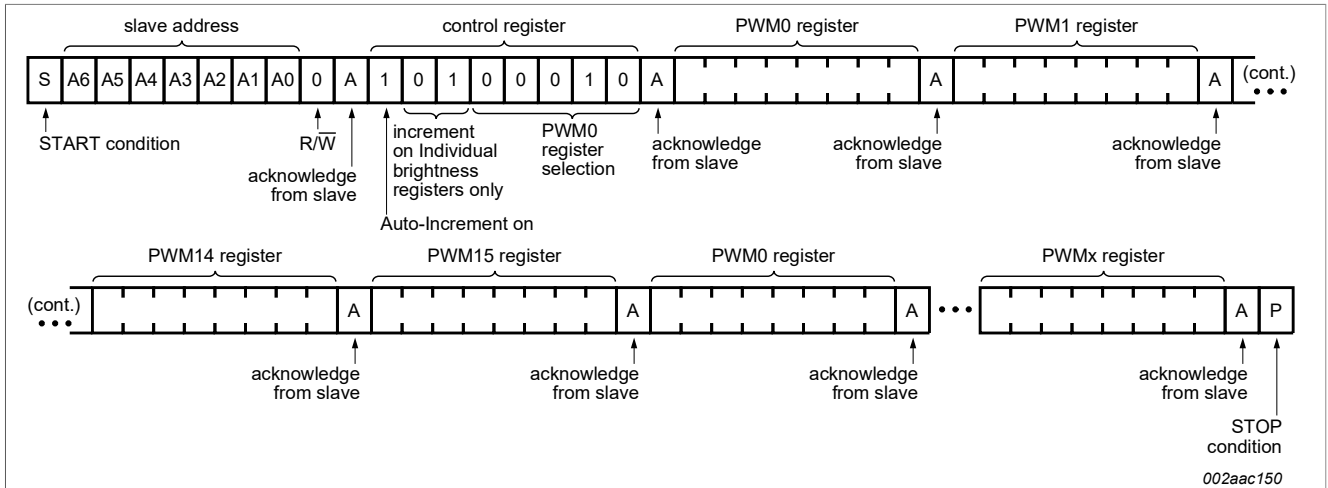 slave address control register PWM0 register PWM1 register
S A6 A5 A4 A3 A2 A1 A0 0 A 1 0 1 0 0 0 1 0 A A A (cont.)
START condition R/W̅ increment on Individual brightness registers only PWM0 register selection acknowledge from slave acknowledge from slave acknowledge from slave
acknowledge from slave
Auto-Increment on
PWM14 register PWM15 register PWM0 register PWMx register
(cont.) A A A A P
acknowledge from slave acknowledge from slave acknowledge from slave acknowledge from slave
STOP condition
002aac150